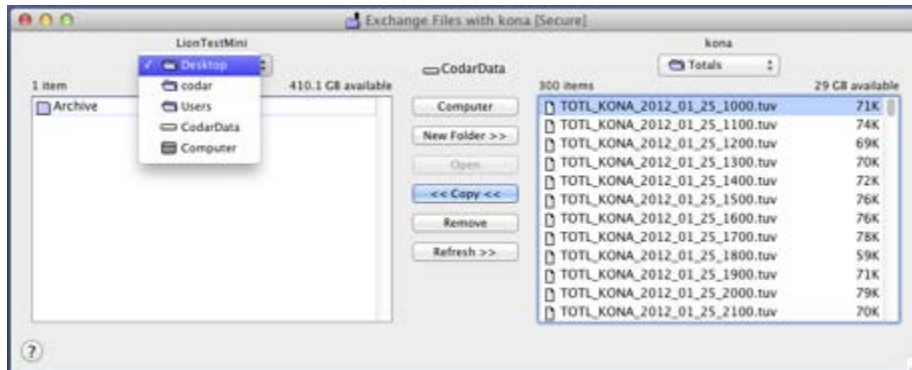 Exchange Files with kona [Secure]
LionTestMini
Desktop
codar
Users
CodarData
Computer
1 item
410.1 GB available
Archive
CodarData
Computer
New Folder >>
Open
<< Copy <<
Remove
Refresh >>
kona
Totals
300 items
29 GB available
TOTL_KONA_2012_01_25_1000.tuv 71K
TOTL_KONA_2012_01_25_1100.tuv 74K
TOTL_KONA_2012_01_25_1200.tuv 69K
TOTL_KONA_2012_01_25_1300.tuv 70K
TOTL_KONA_2012_01_25_1400.tuv 72K
TOTL_KONA_2012_01_25_1500.tuv 76K
TOTL_KONA_2012_01_25_1600.tuv 76K
TOTL_KONA_2012_01_25_1700.tuv 78K
TOTL_KONA_2012_01_25_1800.tuv 59K
TOTL_KONA_2012_01_25_1900.tuv 71K
TOTL_KONA_2012_01_25_2000.tuv 79K
TOTL_KONA_2012_01_25_2100.tuv 70K
?